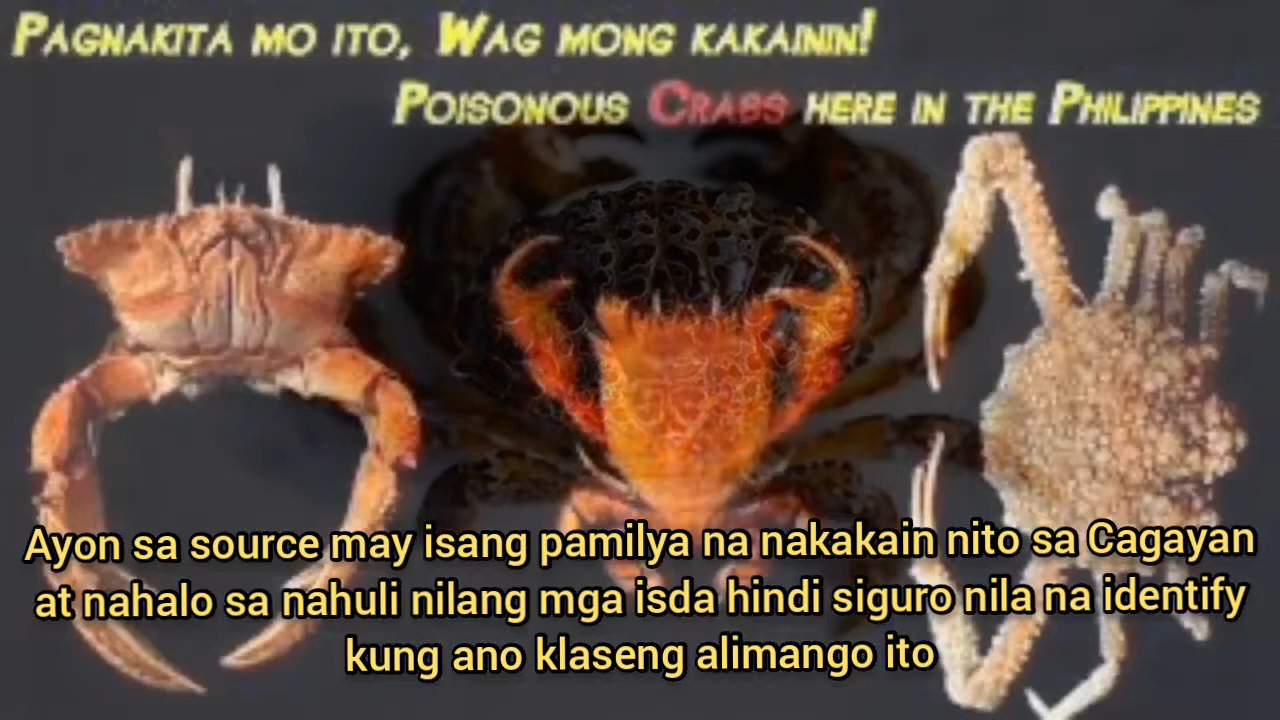 PAGNAKITA MO ITO, WAG MONG KAKAININ!
POISONOUS CRABS HERE IN THE PHILIPPINES
Ayon sa source may isang pamilya na nakakain nito sa Cagayan
at nahalo sa nahuli nilang mga isda hindi siguro nila na identify
kung ano klaseng alimango ito